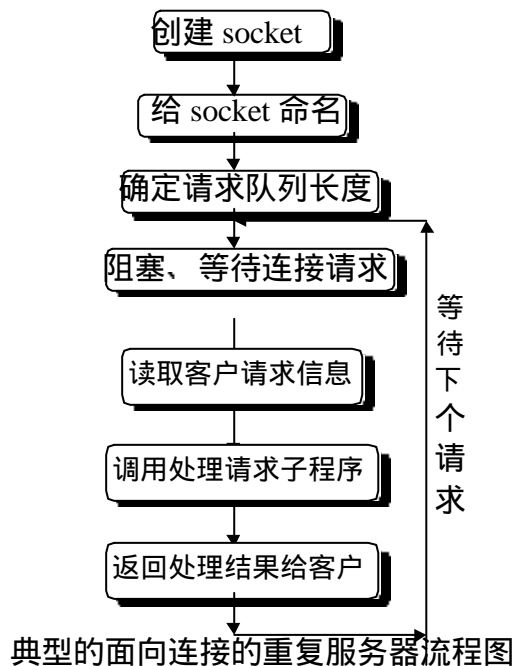 创建 socket
给 socket 命名
确定请求队列长度
阻塞、等待连接请求
读取客户请求信息
调用处理请求子程序
返回处理结果给客户
等待下个请求
典型的面向连接的重复服务器流程图